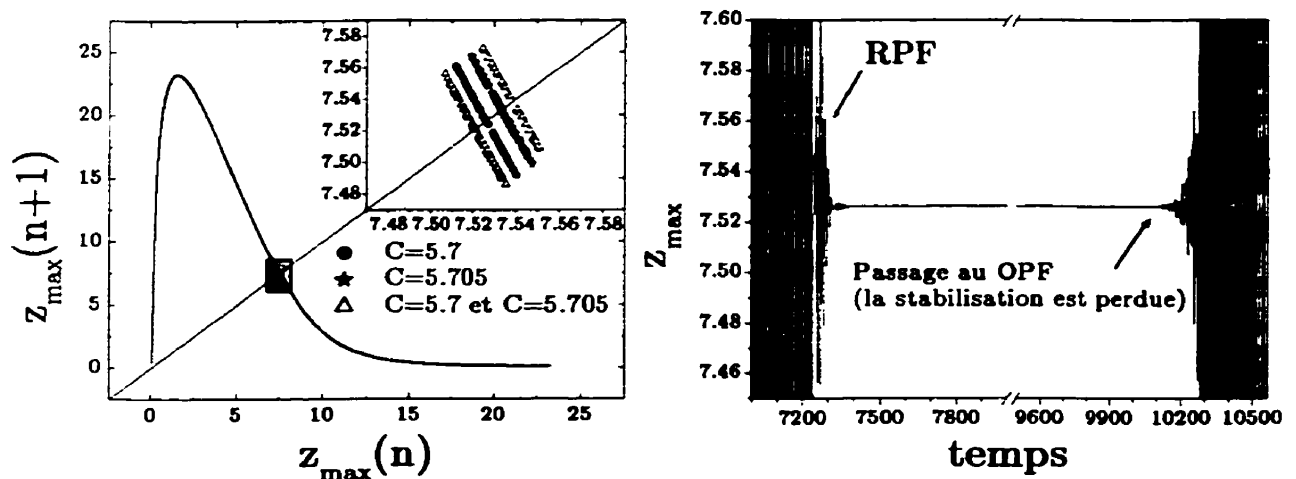 25
20
15
10
5
0
z_max(n+1)
0 5 10 15 20 25
z_max(n)
7.58
7.56
7.54
7.52
7.50
7.48
7.48 7.50 7.52 7.54 7.56 7.58
C=5.7
C=5.705
C=5.7 et C=5.705
7.60
7.58
7.56
7.54
7.53
7.52
7.50
7.48
7.46
z_max
RPF
Passage au OPF
(la stabilisation est perdue)
7200 7500 7800 9600 9900 10200 10500
temps